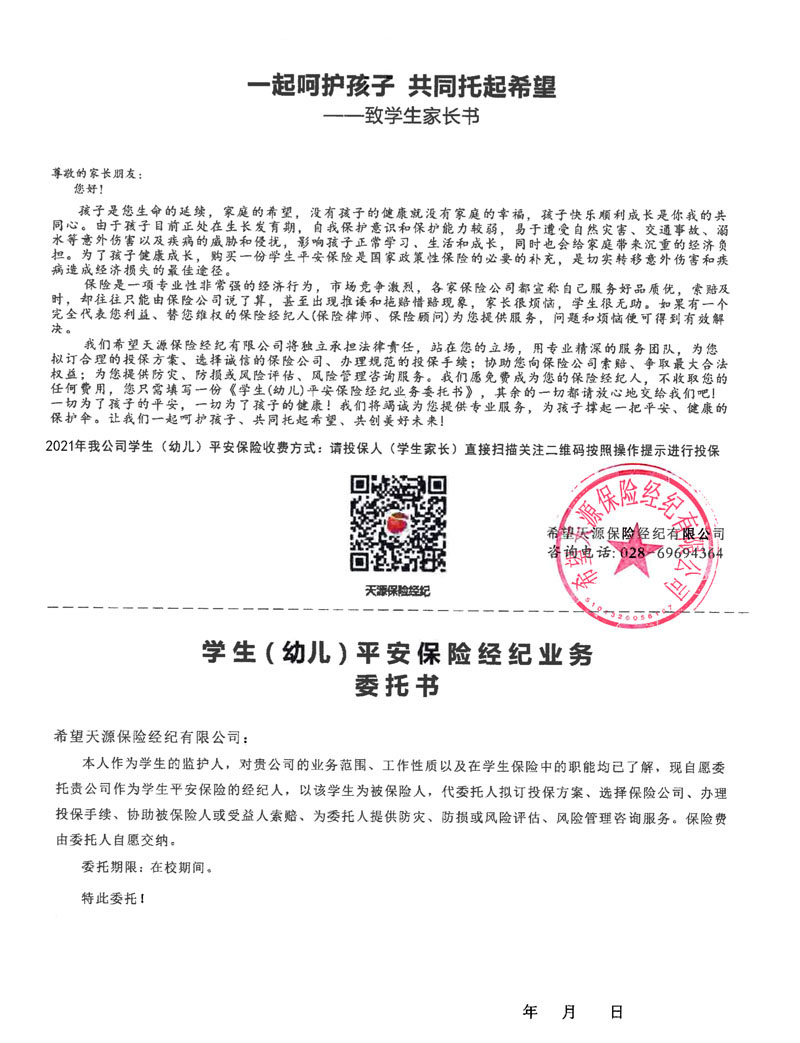 一起呵护孩子 共同托起希望
——致学生家长书
尊敬的家长朋友：
您好！
孩子是您生命的延续，家庭的希望，没有孩子的健康就没有家庭的幸福，孩子快乐顺利成长是你我的共
同心。由于孩子目前正处在生长发育期，自我保护意识和保护能力较弱，易于遭受自然灾害、交通事故、溺
水等意外伤害以及疾病的威胁和侵扰，影响孩子正常学习、生活和成长，同时也会给家庭带来沉重的经济负
担。为了孩子健康成长，购买一份学生平安保险是国家政策性保险的必要的补充，是切实转移意外伤害和疾
病造成经济损失的最佳途径。
保险是一项专业性非常强的经济行为，市场竞争激烈，各家保险公司都宣称自己服务好品质优，索赔及
时，却往往只能由保险公司说了算，甚至出现推诿和拖赔惜赔现象，家长很烦恼，学生很无助。如果有一个
完全代表您利益、替您维权的保险经纪人(保险律师、保险顾问)为您提供服务，问题和烦恼便可得到有效解
决。
我们希望天源保险经纪有限公司将独立承担法律责任，站在您的立场，用专业精深的服务团队，为您
拟订合理的投保方案、选择诚信的保险公司、办理规范的投保手续；协助您向保险公司索赔、争取最大合法
权益；为您提供防灾、防损或风险评估、风险管理咨询服务。我们愿免费成为您的保险经纪人，不收取您的
任何费用，您只需填写一份《学生(幼儿)平安保险经纪业务委托书》，其余的一切都请放心地交给我们吧！
一切为了孩子的平安，一切为了孩子的健康！我们将竭诚为您提供专业服务，为孩子撑起一把平安、健康的
保护伞。让我们一起呵护孩子、共同托起希望、共创美好未来！
2021年我公司学生（幼儿）平安保险收费方式：请投保人（学生家长）直接扫描关注二维码按照操作提示进行投保
天源保险经纪
希望天源保险经纪有限公司
咨询电话:028-69694364
希望天源保险经纪有限公司
学生(幼儿)平安保险经纪业务
委托书
希望天源保险经纪有限公司：
本人作为学生的监护人，对贵公司的业务范围、工作性质以及在学生保险中的职能均已了解，现自愿委
托贵公司作为学生平安保险的经纪人，以该学生为被保险人，代委托人拟订投保方案、选择保险公司、办理
投保手续、协助被保险人或受益人索赔、为委托人提供防灾、防损或风险评估、风险管理咨询服务。保险费
由委托人自愿交纳。
委托期限：在校期间。
特此委托！
年 月 日